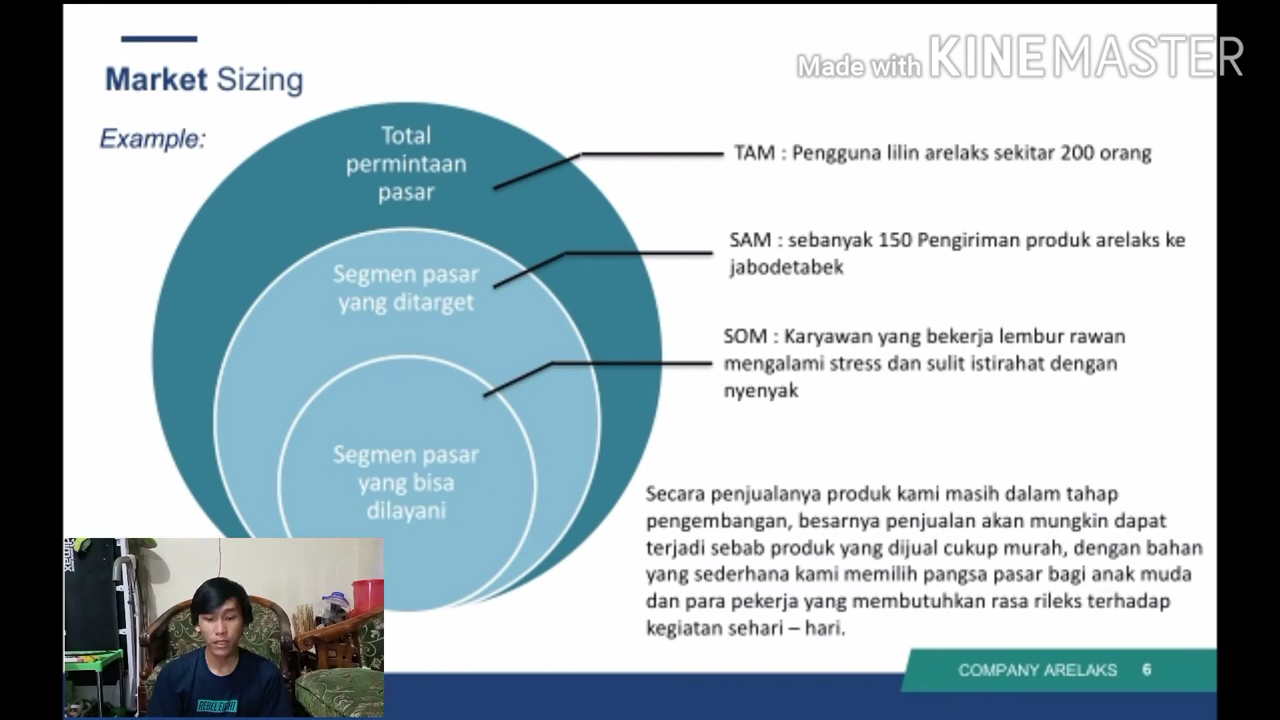 Made with KINEMASTER
Market Sizing
Example:
Total
permintaan
pasar
TAM : Pengguna lilin arelaks sekitar 200 orang
Segmen pasar
yang ditarget
SAM : sebanyak 150 Pengiriman produk arelaks ke
jabodetabek
SOM : Karyawan yang bekerja lembur rawan
mengalami stress dan sulit istirahat dengan
nyenyak
Segmen pasar
yang bisa
dilayani
Secara penjualanya produk kami masih dalam tahap
pengembangan, besarnya penjualan akan mungkin dapat
terjadi sebab produk yang dijual cukup murah, dengan bahan
yang sederhana kami memilih pangsa pasar bagi anak muda
dan para pekerja yang membutuhkan rasa rileks terhadap
kegiatan sehari – hari.
COMPANY ARELAKS 6